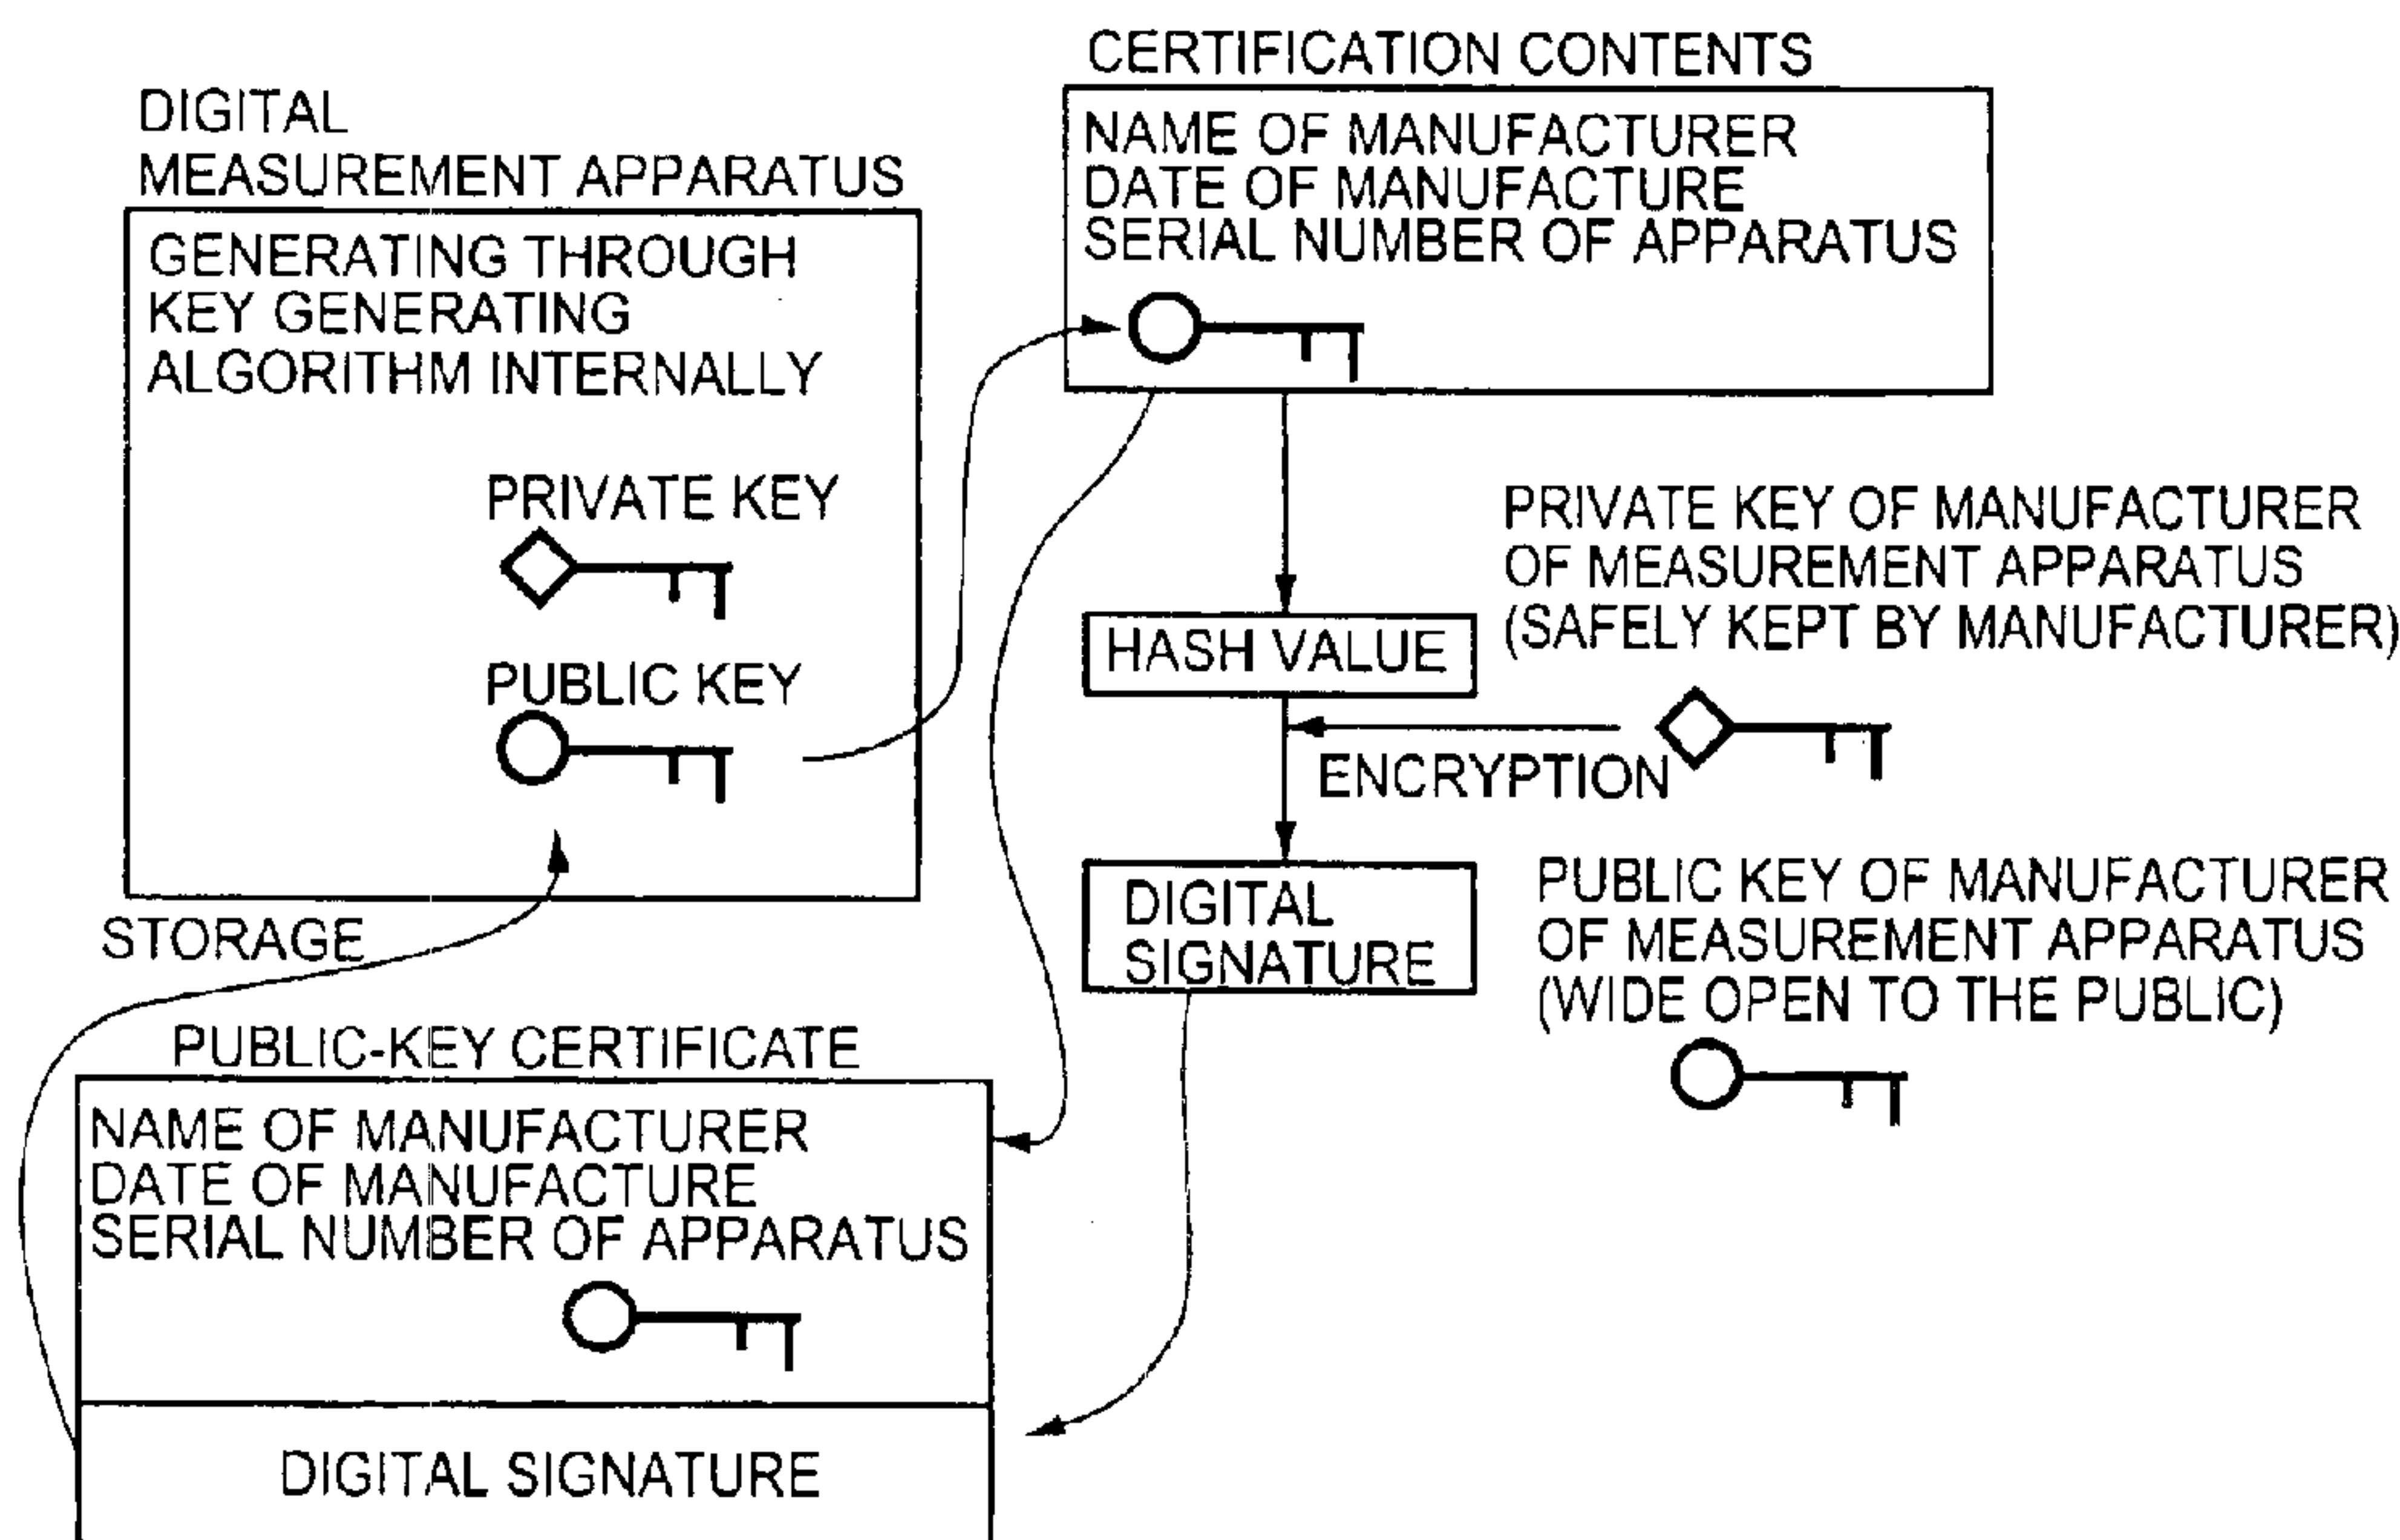 DIGITAL
MEASUREMENT APPARATUS
GENERATING THROUGH
KEY GENERATING
ALGORITHM INTERNALLY
PRIVATE KEY
PUBLIC KEY
STORAGE
CERTIFICATION CONTENTS
NAME OF MANUFACTURER
DATE OF MANUFACTURE
SERIAL NUMBER OF APPARATUS
HASH VALUE
PRIVATE KEY OF MANUFACTURER
OF MEASUREMENT APPARATUS
(SAFELY KEPT BY MANUFACTURER)
ENCRYPTION
DIGITAL
SIGNATURE
PUBLIC KEY OF MANUFACTURER
OF MEASUREMENT APPARATUS
(WIDE OPEN TO THE PUBLIC)
PUBLIC-KEY CERTIFICATE
NAME OF MANUFACTURER
DATE OF MANUFACTURE
SERIAL NUMBER OF APPARATUS
DIGITAL SIGNATURE